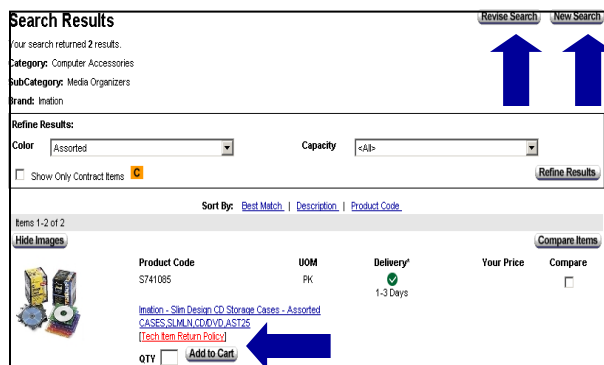 Search Results
Revise Search New Search
Your search returned 2 results.
Category: Computer Accessories
SubCategory: Media Organizers
Brand: Imation
Refine Results:
Color Assorted Capacity <All>
Show Only Contract Items C Refine Results
Sort By: Best Match | Description | Product Code
Items 1-2 of 2
Hide Images Compare Items
Product Code UOM Delivery* Your Price Compare
S741085 PK
1-3 Days
Imation - Slim Design CD Storage Cases - Assorted
CASES,SLMLN,CD/DVD,AST25
[Tech Item Return Policy]
QTY Add to Cart